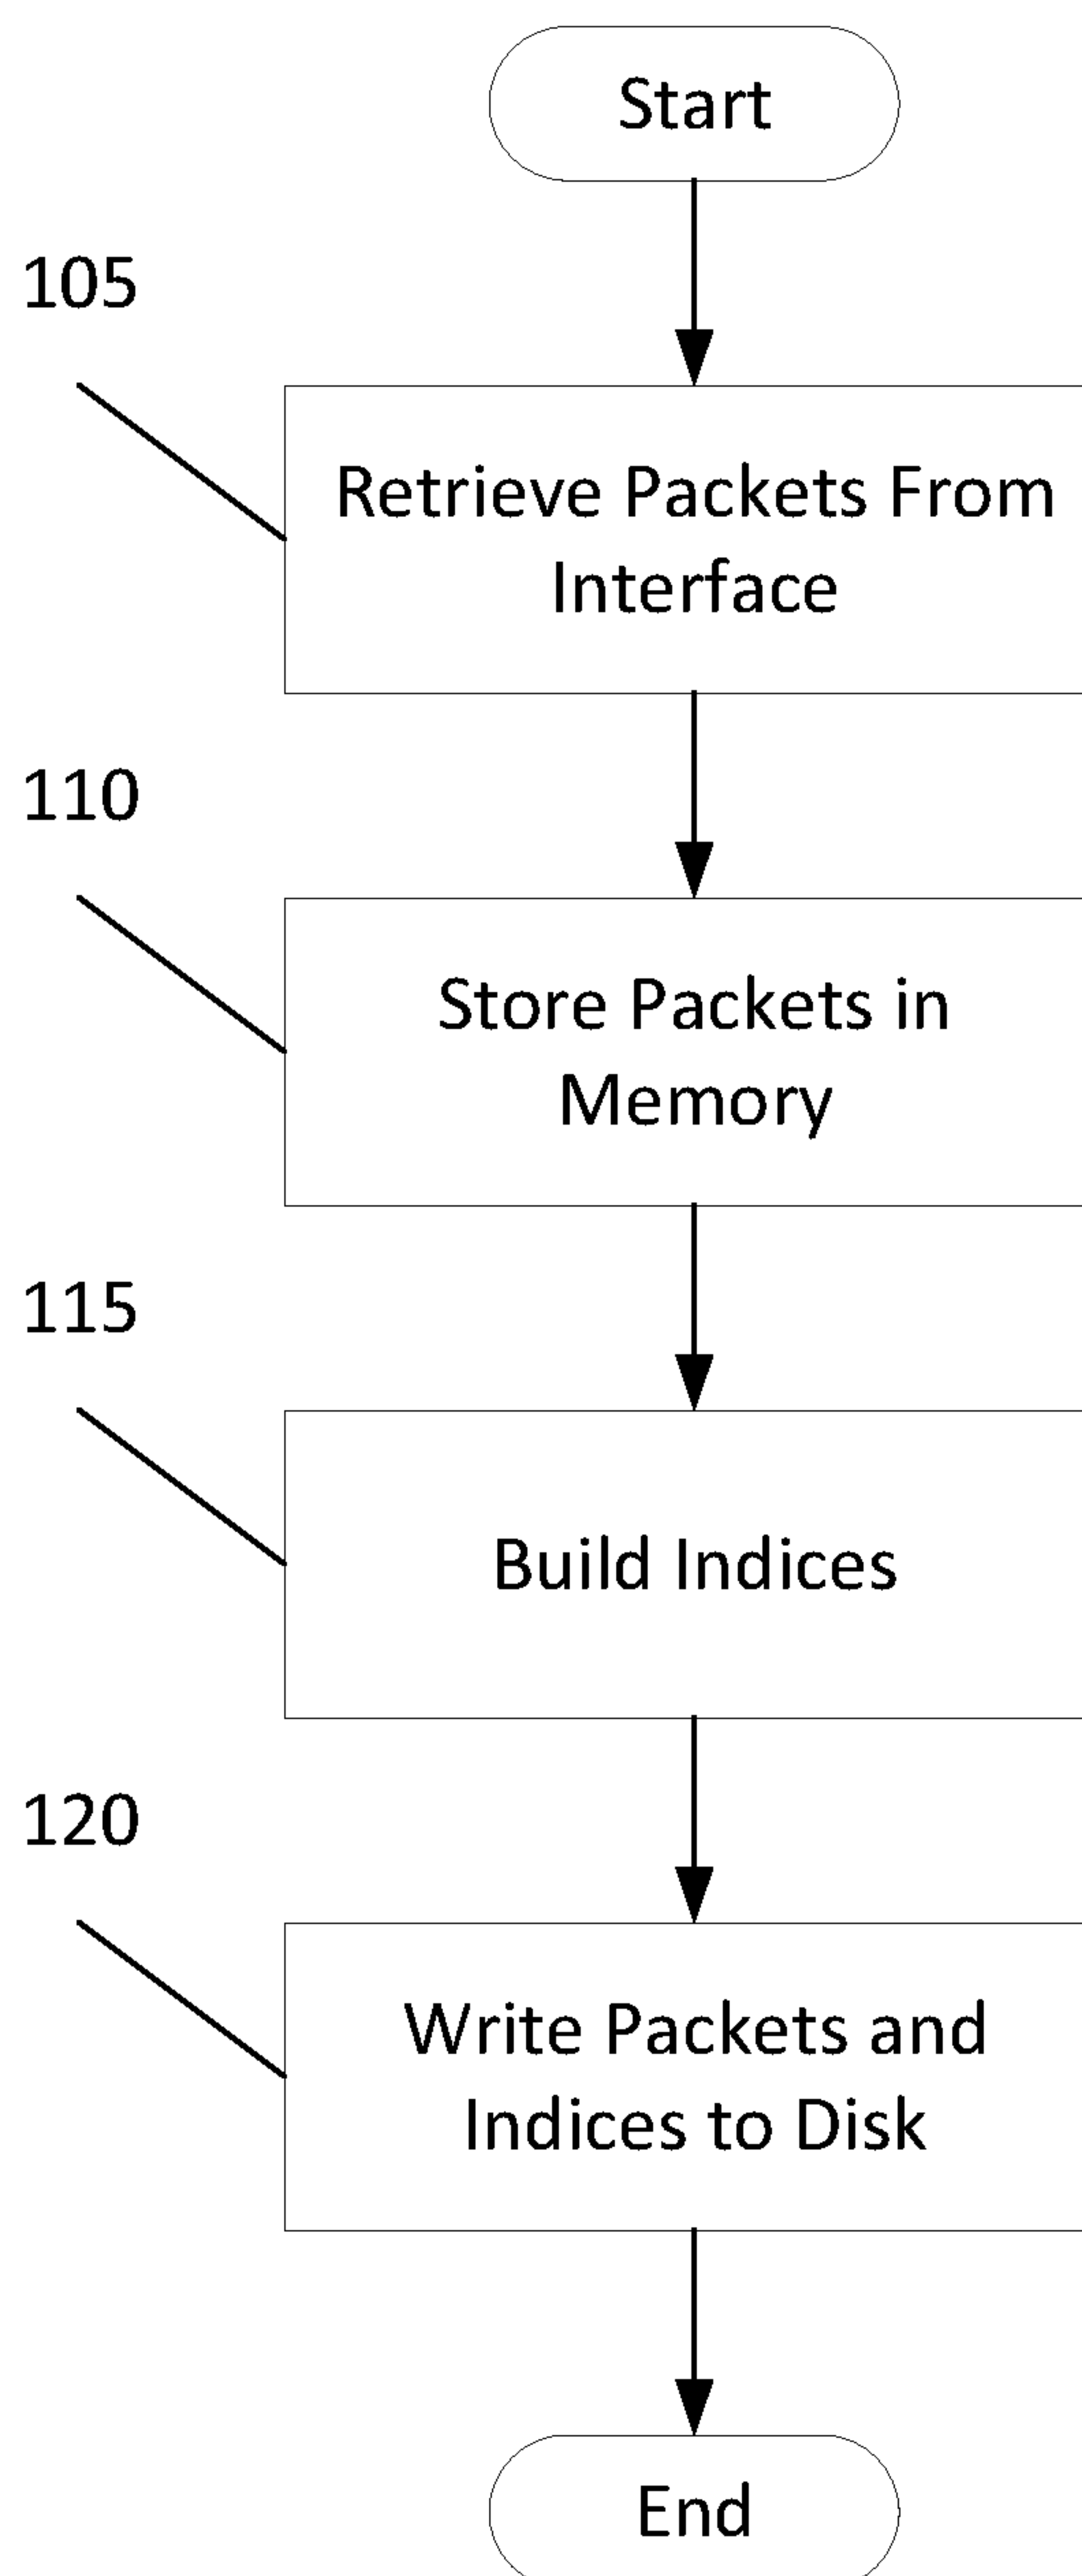 Start
105
Retrieve Packets From
Interface
110
Store Packets in
Memory
115
Build Indices
120
Write Packets and
Indices to Disk
End